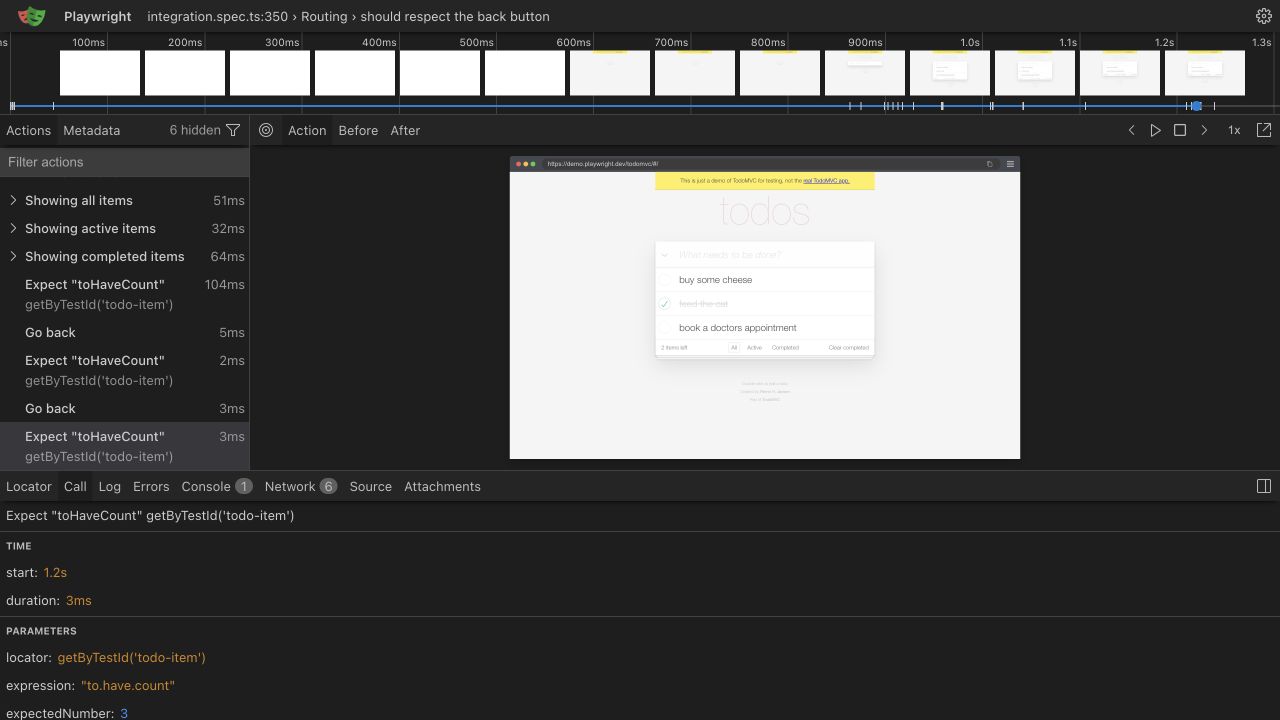 Playwright integration.spec.ts:350 › Routing › should respect the back button
ms 100ms 200ms 300ms 400ms 500ms 600ms 700ms 800ms 900ms 1.0s 1.1s 1.2s 1.3s
Actions Metadata 6 hidden
Action Before After 1x
Filter actions
Showing all items 51ms
Showing active items 32ms
Showing completed items 64ms
Expect "toHaveCount" 104ms
getByTestId('todo-item')
Go back 5ms
Expect "toHaveCount" 2ms
getByTestId('todo-item')
Go back 3ms
Expect "toHaveCount" 3ms
getByTestId('todo-item')
https://demo.playwright.dev/todomvc/#/
This is just a demo of TodoMVC for testing, not the real TodoMVC app.
todos
What needs to be done?
buy some cheese
feed the cat
book a doctors appointment
2 items left All Active Completed Clear completed
Locator Call Log Errors Console 1 Network 6 Source Attachments
Expect "toHaveCount" getByTestId('todo-item')
TIME
start: 1.2s
duration: 3ms
PARAMETERS
locator: getByTestId('todo-item')
expression: "to.have.count"
expectedNumber: 3